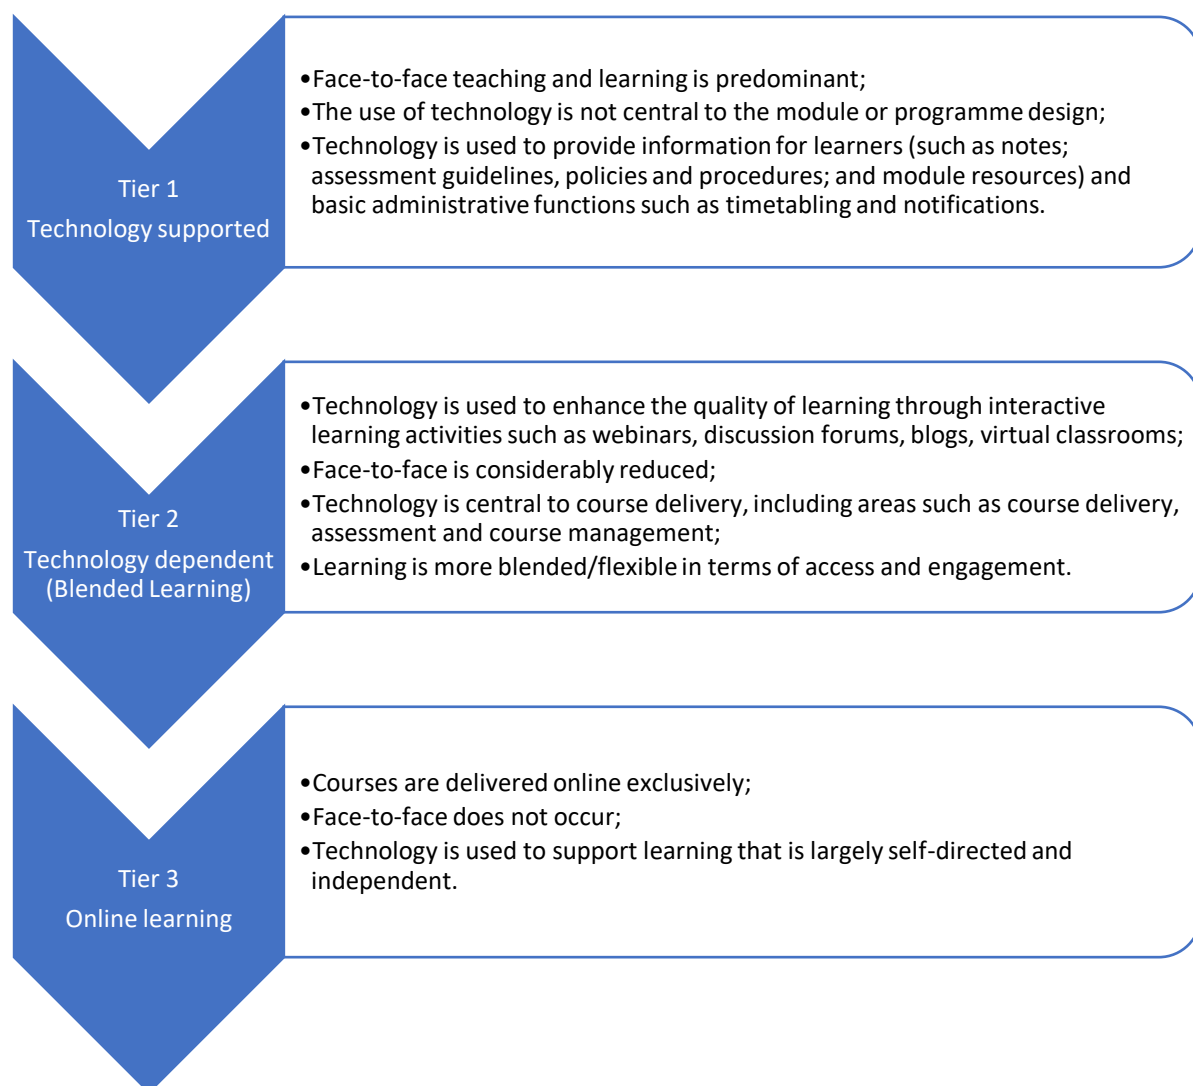 Tier 1
Technology supported
•Face-to-face teaching and learning is predominant;
•The use of technology is not central to the module or programme design;
•Technology is used to provide information for learners (such as notes;
assessment guidelines, policies and procedures; and module resources) and
basic administrative functions such as timetabling and notifications.
Tier 2
Technology dependent
(Blended Learning)
•Technology is used to enhance the quality of learning through interactive
learning activities such as webinars, discussion forums, blogs, virtual classrooms;
•Face-to-face is considerably reduced;
•Technology is central to course delivery, including areas such as course delivery,
assessment and course management;
•Learning is more blended/flexible in terms of access and engagement.
Tier 3
Online learning
•Courses are delivered online exclusively;
•Face-to-face does not occur;
•Technology is used to support learning that is largely self-directed and
independent.